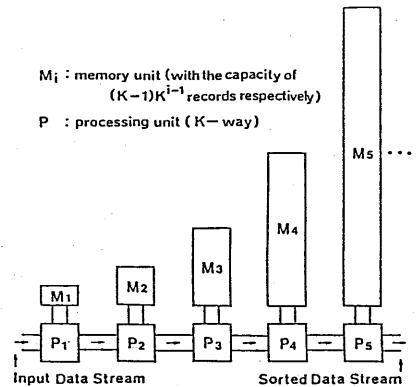 Mi : memory unit (with the capacity of
(K-1)K^{i-1} records respectively)
P : processing unit (K-way)
M5
M4
M3
M2
M1
P1 P2 P3 P4 P5
Input Data Stream Sorted Data Stream